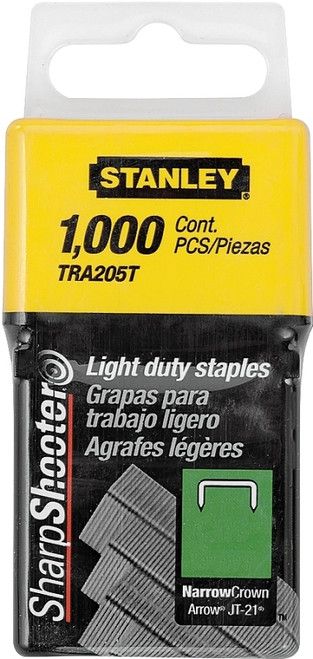 STANLEY®
1,000 Cont.
PCS/Piezas
TRA205T
SharpShooter™
Light duty staples
Grapas para
trabajo ligero
Agrafes légères
NarrowCrown
Arrow® JT-21®